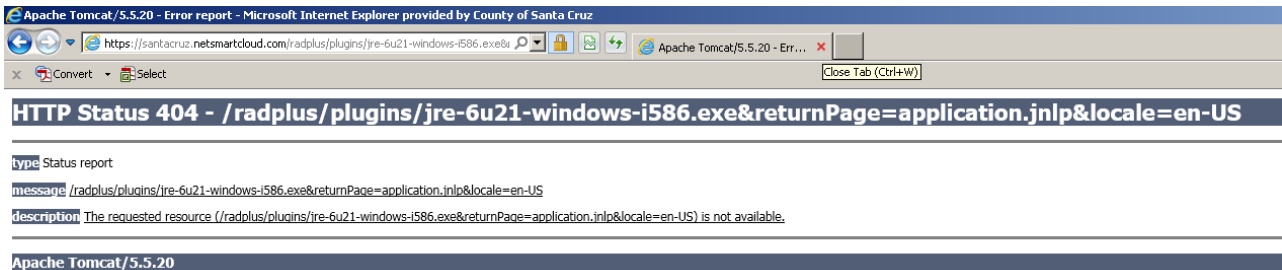 Apache Tomcat/5.5.20 - Error report - Microsoft Internet Explorer provided by County of Santa Cruz
https://santacruz.netsmartcloud.com/radplus/plugins/jre-6u21-windows-i586.exe&
Apache Tomcat/5.5.20 - Err...
x Convert Select
Close Tab (Ctrl+W)
HTTP Status 404 - /radplus/plugins/jre-6u21-windows-i586.exe&returnPage=application.jnlp&locale=en-US
type Status report
message /radplus/plugins/jre-6u21-windows-i586.exe&returnPage=application.jnlp&locale=en-US
description The requested resource (/radplus/plugins/jre-6u21-windows-i586.exe&returnPage=application.jnlp&locale=en-US) is not available.
Apache Tomcat/5.5.20